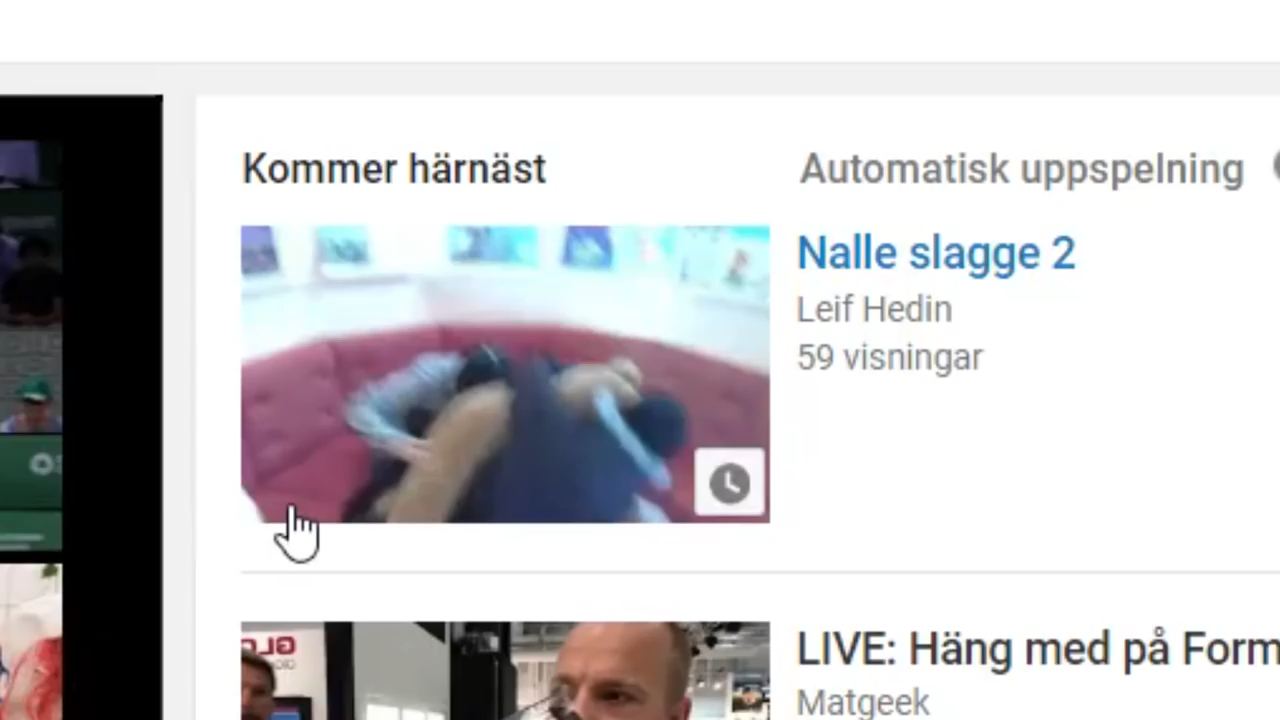 Kommer härnäst
Automatisk uppspelning
Nalle slagge 2
Leif Hedin
59 visningar
LIVE: Häng med på Form
Matgeek